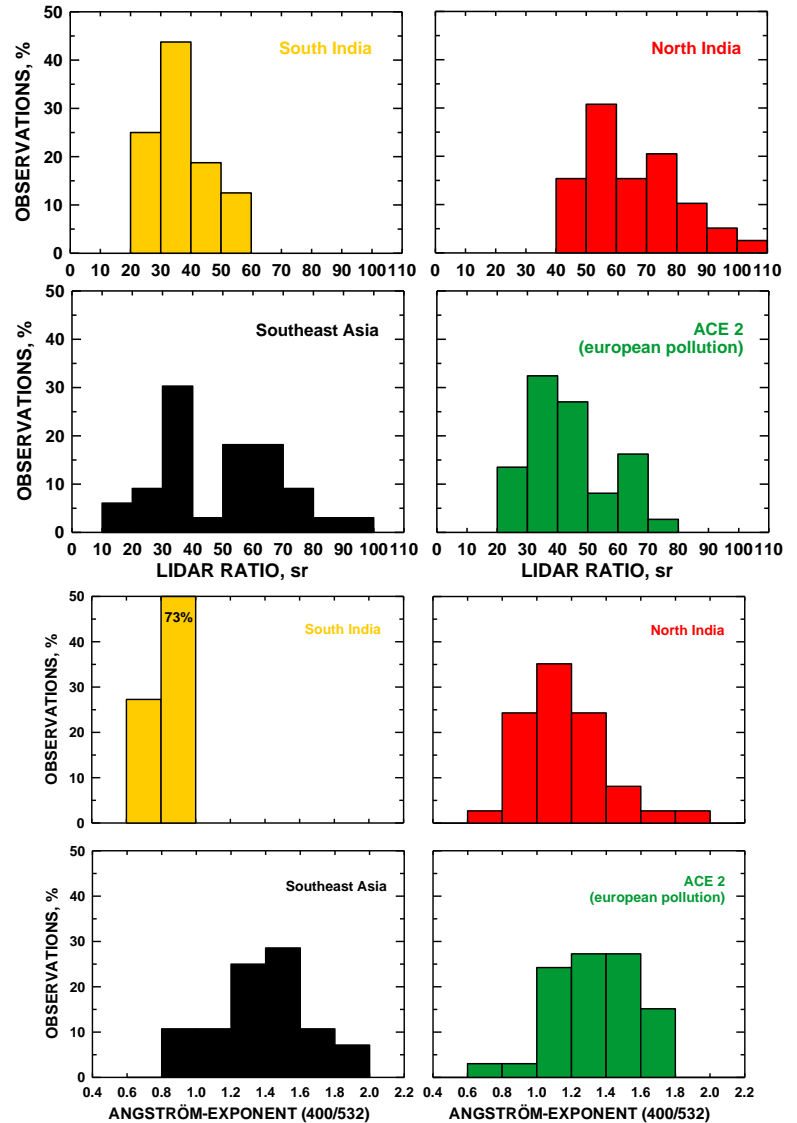 50
40
30
20
10
0
OBSERVATIONS, %
South India
0 10 20 30 40 50 60 70 80 90 100 110
50
40
30
20
10
0
North India
0 10 20 30 40 50 60 70 80 90 100 110
50
40
30
20
10
0
OBSERVATIONS, %
Southeast Asia
0 10 20 30 40 50 60 70 80 90 100 110
LIDAR RATIO, sr
ACE 2
(european pollution)
0 10 20 30 40 50 60 70 80 90 100 110
LIDAR RATIO, sr
50
40
30
20
10
0
OBSERVATIONS, %
73%
South India
North India
50
40
30
20
10
0
OBSERVATIONS, %
Southeast Asia
0.4 0.6 0.8 1.0 1.2 1.4 1.6 1.8 2.0 2.2
ANGSTRÖM-EXPONENT (400/532)
ACE 2
(european pollution)
0.4 0.6 0.8 1.0 1.2 1.4 1.6 1.8 2.0 2.2
ANGSTRÖM-EXPONENT (400/532)